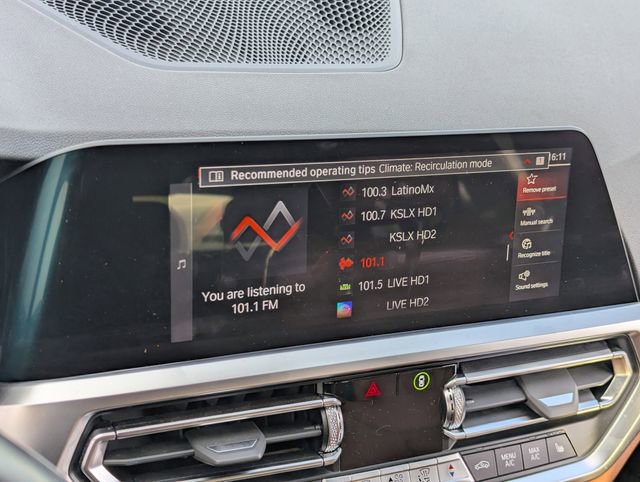 Recommended operating tips Climate: Recirculation mode
1 6:11
100.3 LatinoMx
100.7 KSLX HD1
KSLX HD2
101.1
101.5 LIVE HD1
LIVE HD2
You are listening to
101.1 FM
Remove preset
Manual search
Recognize title
Sound settings
MENU
A/C
MAX
A/C
A/C